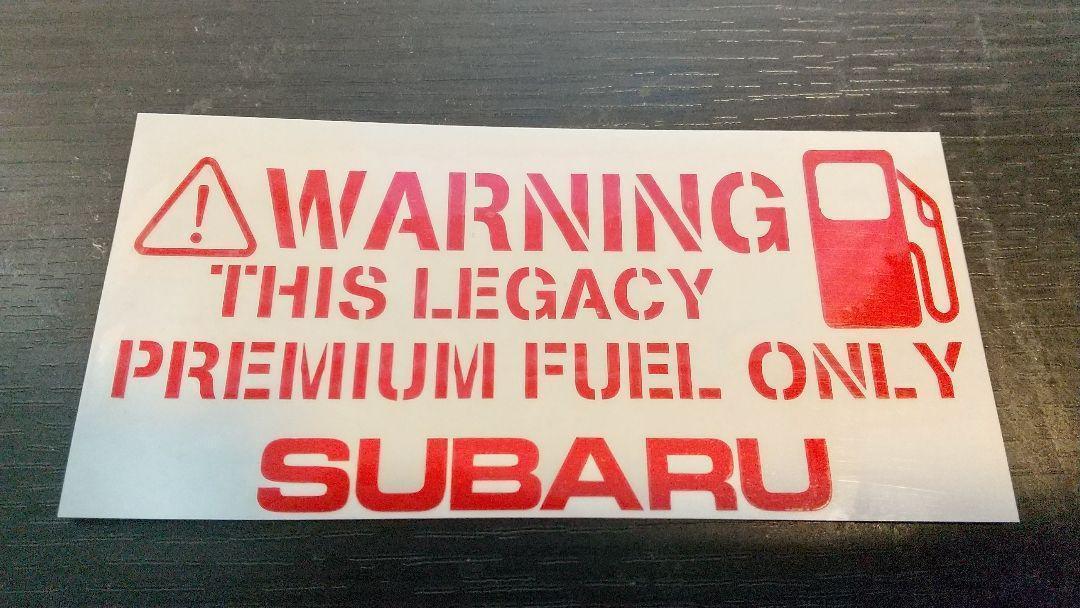 WARNING
THIS LEGACY
PREMIUM FUEL ONLY
SUBARU